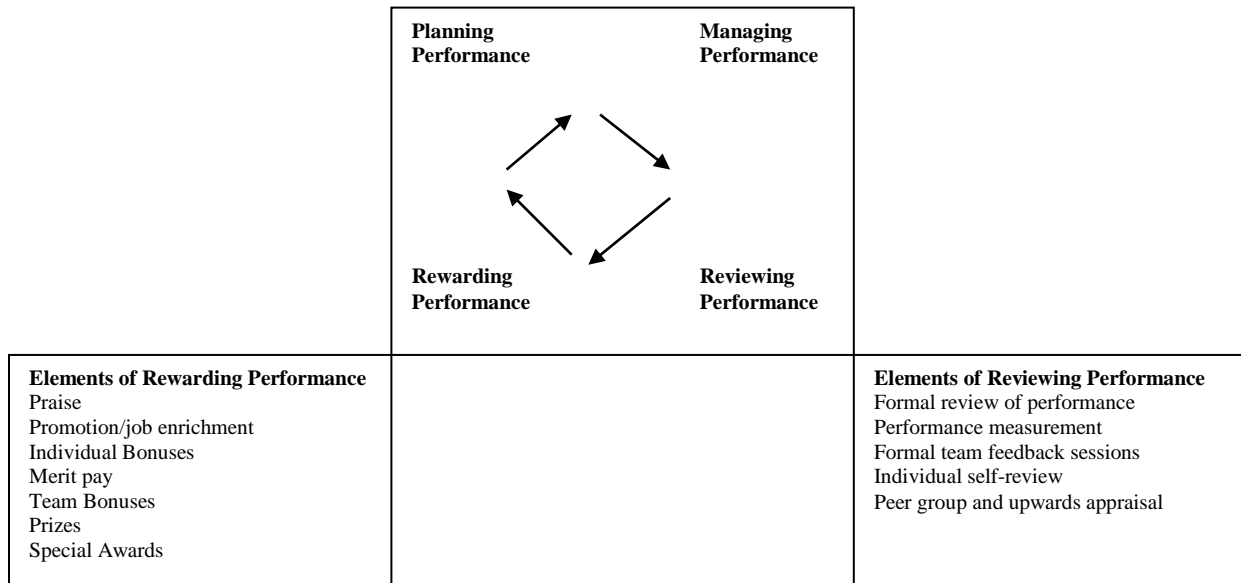 Planning
Performance
Managing
Performance
Rewarding
Performance
Reviewing
Performance
Elements of Rewarding Performance
Praise
Promotion/job enrichment
Individual Bonuses
Merit pay
Team Bonuses
Prizes
Special Awards
Elements of Reviewing Performance
Formal review of performance
Performance measurement
Formal team feedback sessions
Individual self-review
Peer group and upwards appraisal